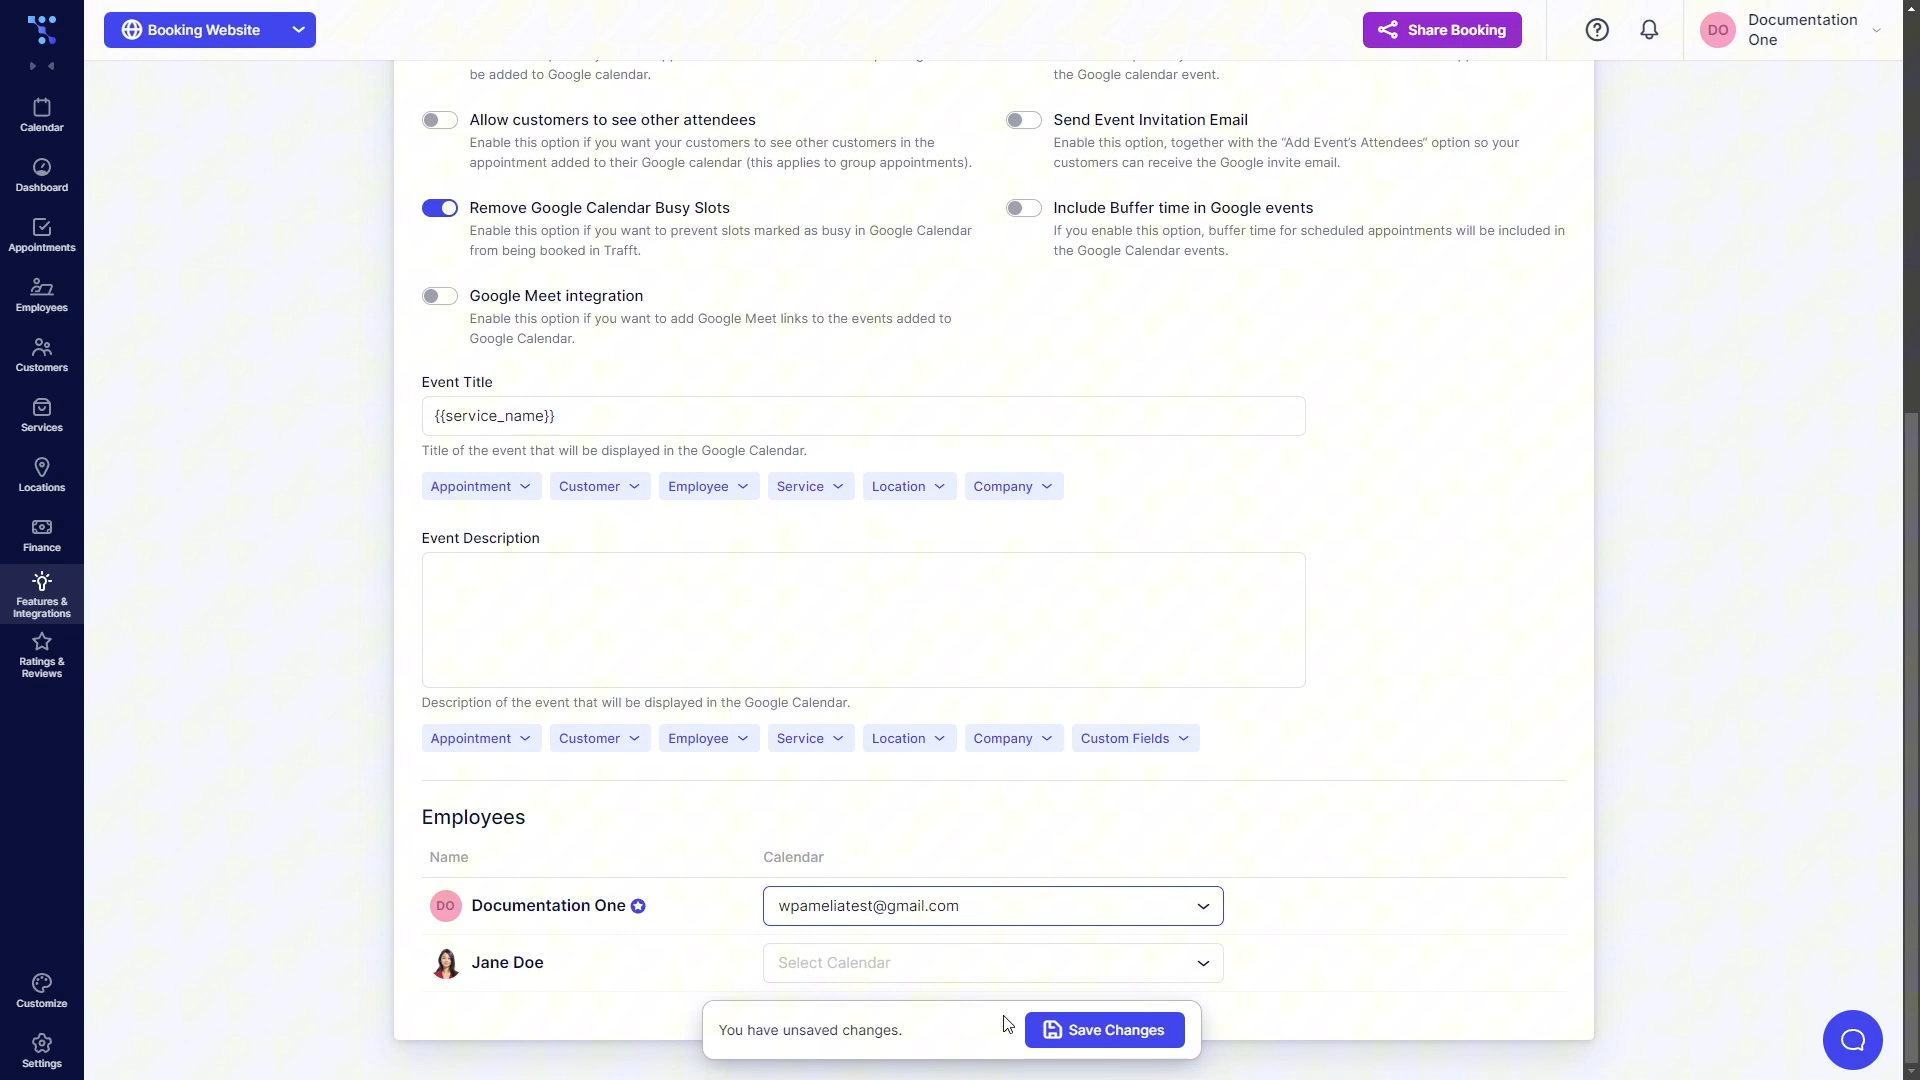 Booking Website
Share Booking
DO
Documentation
One
Calendar
Dashboard
Appointments
Employees
Customers
Services
Locations
Finance
Features &
Integrations
Ratings &
Reviews
Customize
Settings
be added to Google calendar.
the Google calendar event.
Allow customers to see other attendees
Enable this option if you want your customers to see other customers in the
appointment added to their Google calendar (this applies to group appointments).
Send Event Invitation Email
Enable this option, together with the “Add Event’s Attendees” option so your
customers can receive the Google invite email.
Remove Google Calendar Busy Slots
Enable this option if you want to prevent slots marked as busy in Google Calendar
from being booked in Trafft.
Include Buffer time in Google events
If you enable this option, buffer time for scheduled appointments will be included in
the Google Calendar events.
Google Meet integration
Enable this option if you want to add Google Meet links to the events added to
Google Calendar.
Event Title
{{service_name}}
Title of the event that will be displayed in the Google Calendar.
Appointment Customer Employee Service Location Company
Event Description
Description of the event that will be displayed in the Google Calendar.
Appointment Customer Employee Service Location Company Custom Fields
Employees
Name Calendar
DO Documentation One wpameliatest@gmail.com
Jane Doe Select Calendar
You have unsaved changes. Save Changes